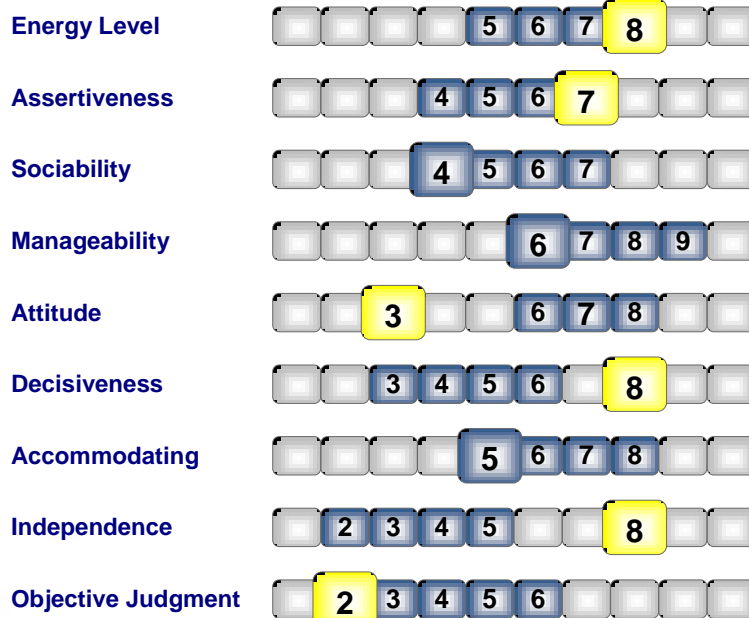 Energy Level 5 6 7 8
Assertiveness 4 5 6 7
Sociability 4 5 6 7
Manageability 6 7 8 9
Attitude 3 6 7 8
Decisiveness 3 4 5 6 8
Accommodating 5 6 7 8
Independence 2 3 4 5 8
Objective Judgment 2 3 4 5 6